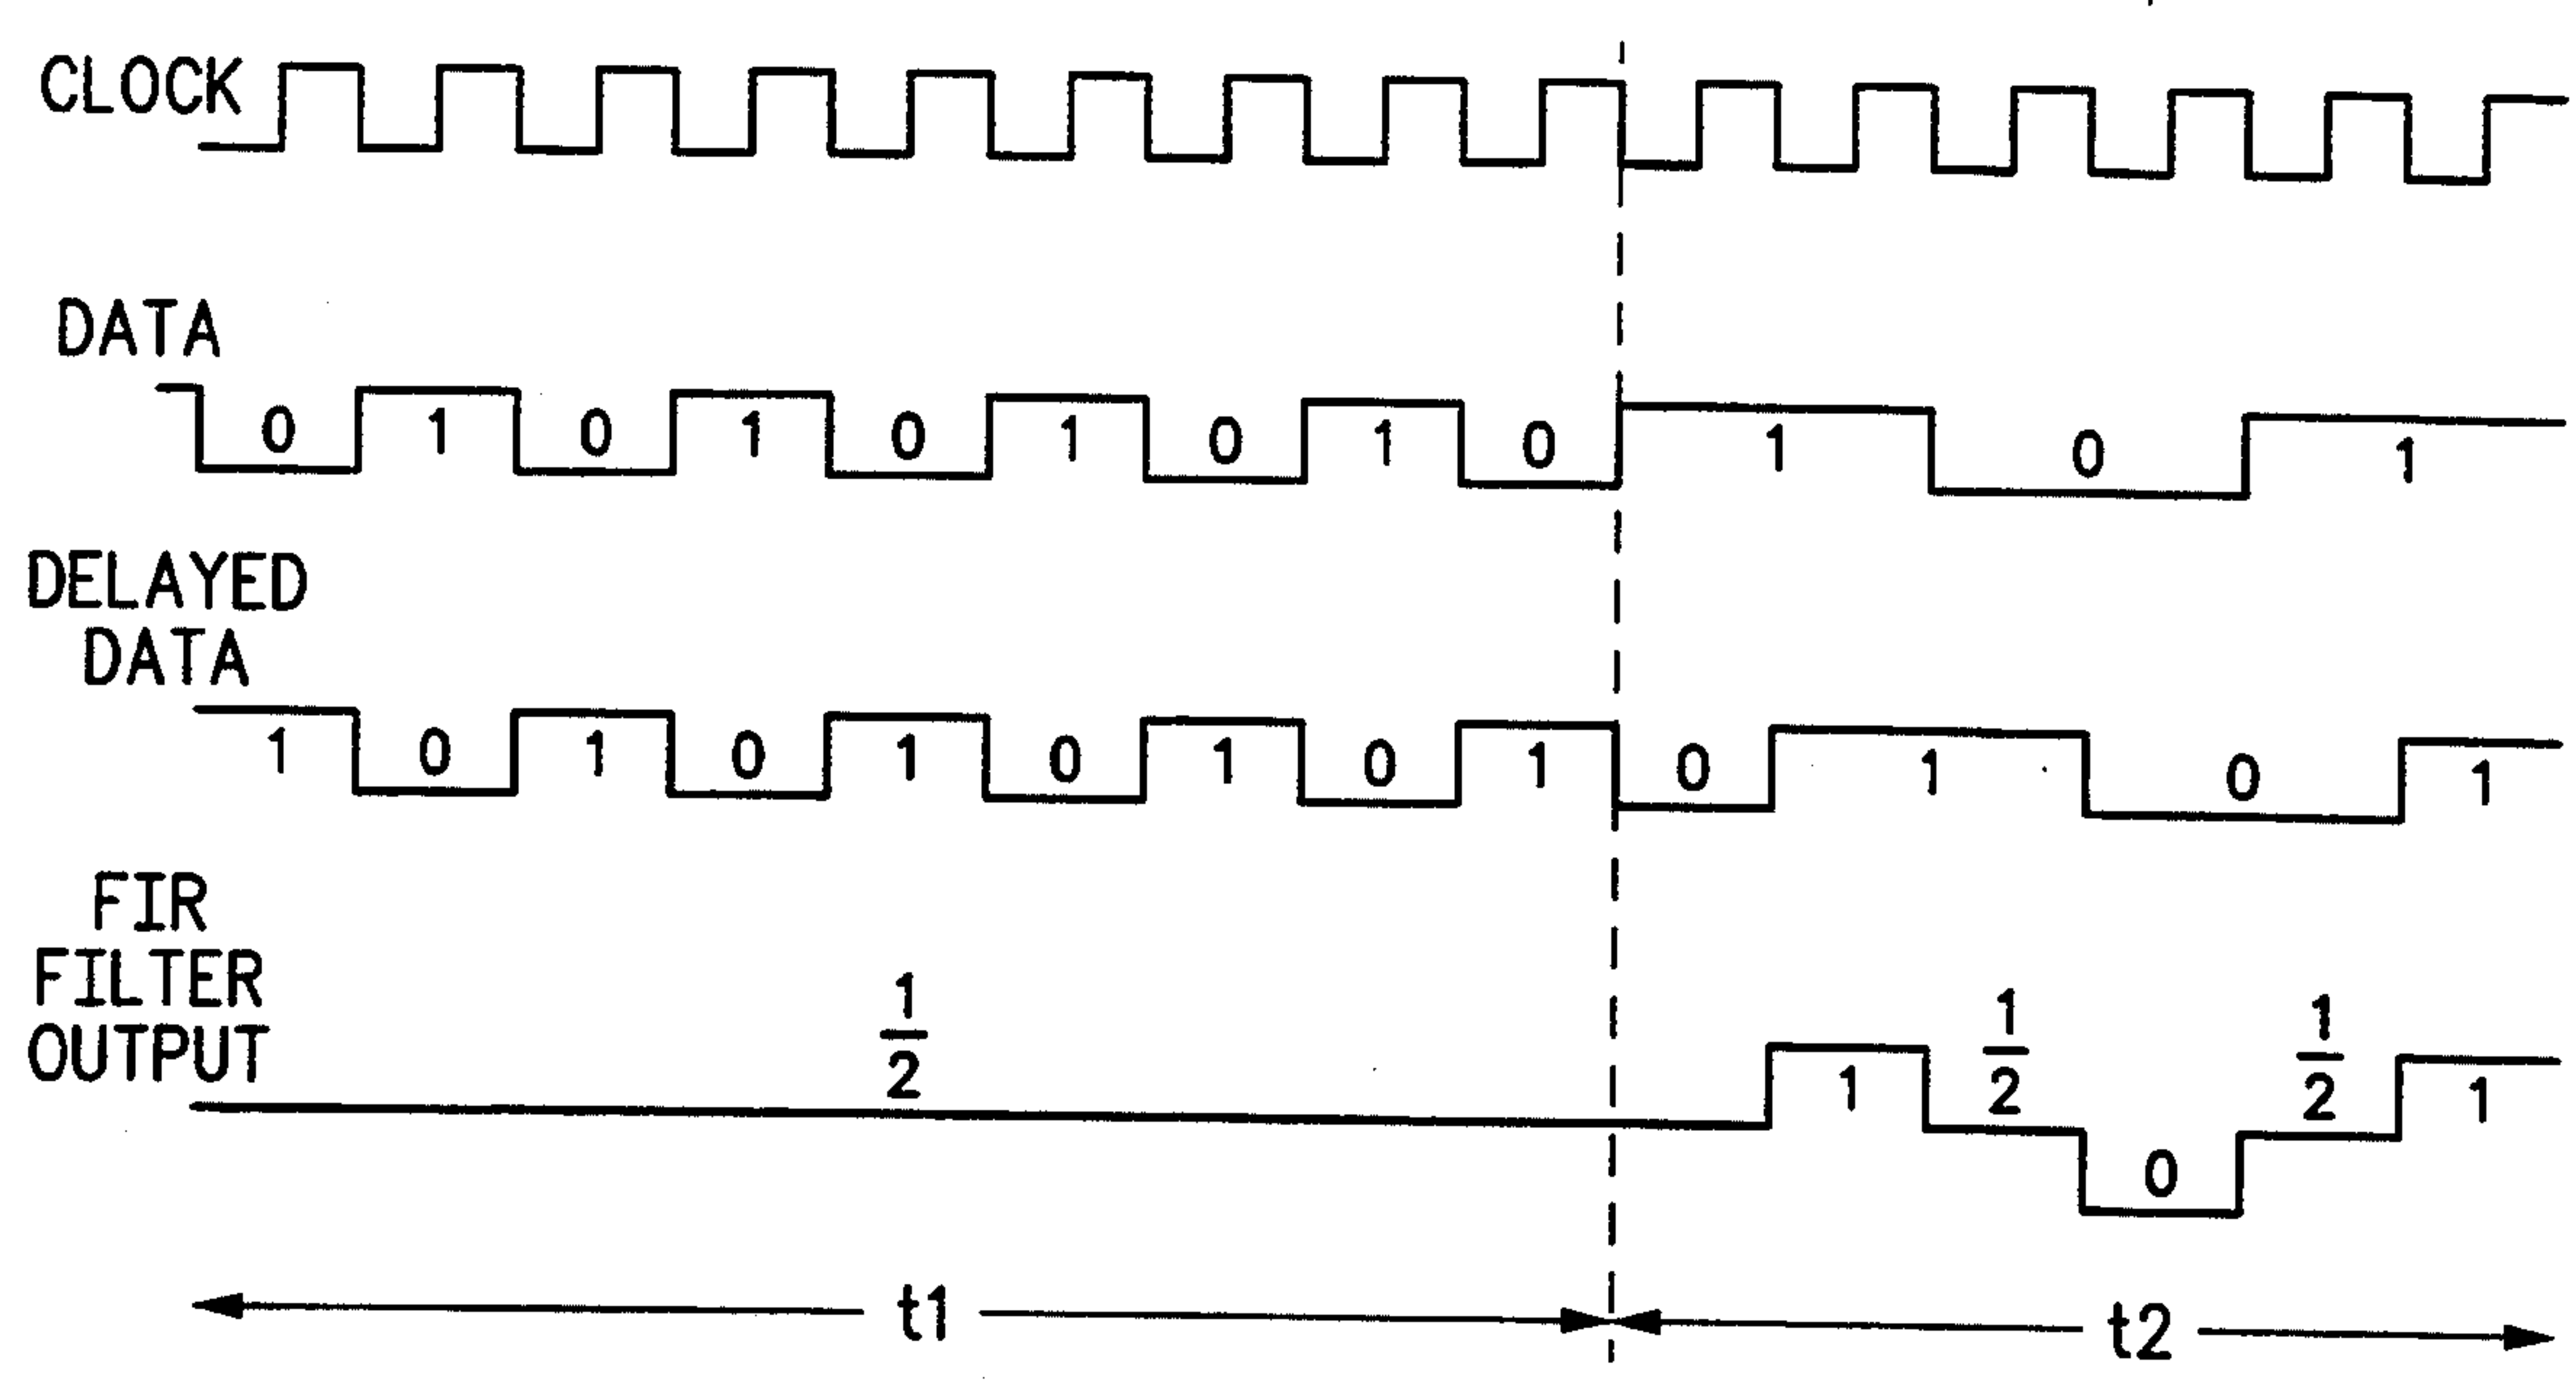 CLOCK
DATA
0 1 0 1 0 1 0 1 0 1 0 1
DELAYED
DATA
1 0 1 0 1 0 1 0 1 0 1 0 1
FIR
FILTER
OUTPUT
1/2 1 1/2 0 1/2 1
t1 t2